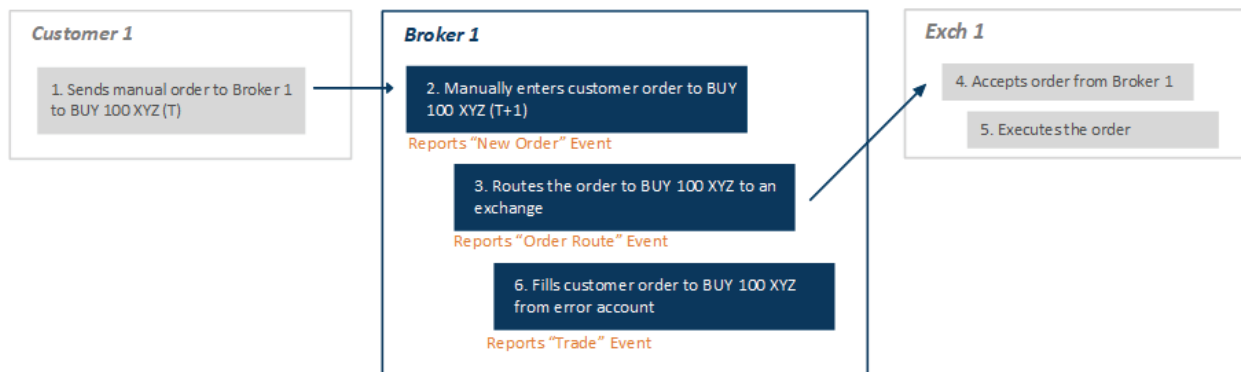 Customer 1
1. Sends manual order to Broker 1
to BUY 100 XYZ (T)
Broker 1
2. Manually enters customer order to BUY
100 XYZ (T+1)
Reports “New Order” Event
3. Routes the order to BUY 100 XYZ to an
exchange
Reports “Order Route” Event
6. Fills customer order to BUY 100 XYZ
from error account
Reports “Trade” Event
Exch 1
4. Accepts order from Broker 1
5. Executes the order